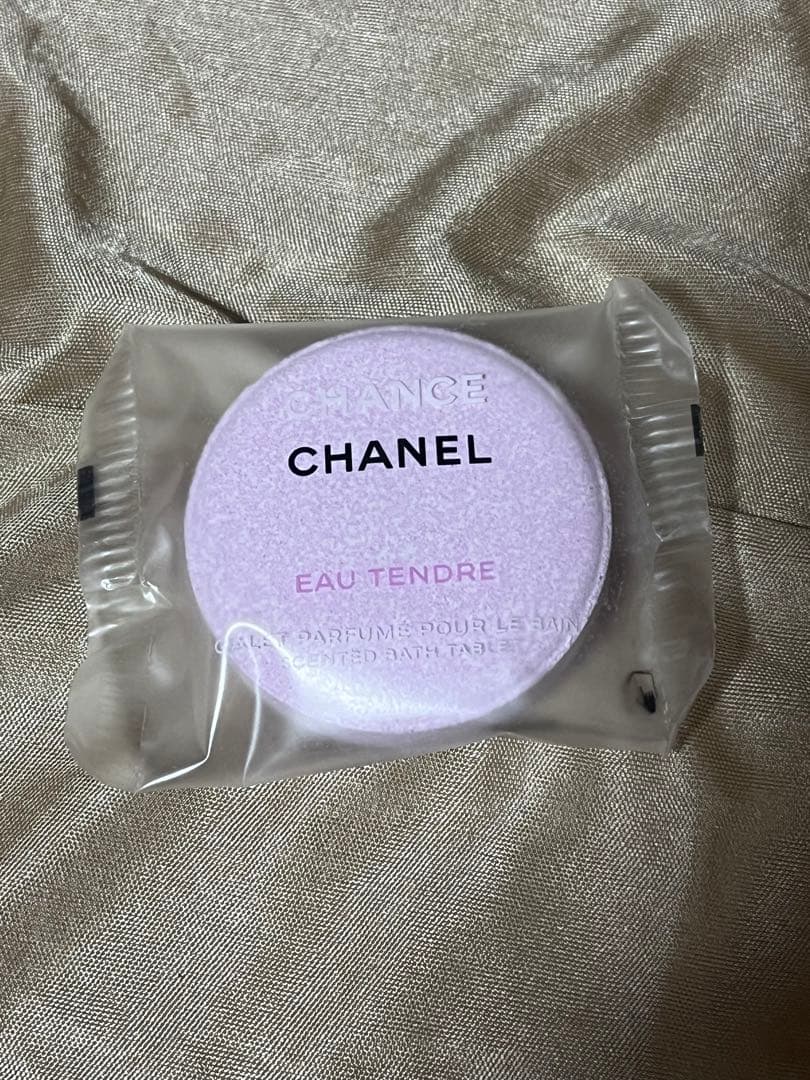 CHANCE
CHANEL
EAU TENDRE
GALET PARFUMÉ POUR LE BAIN
SCENTED BATH TABLET